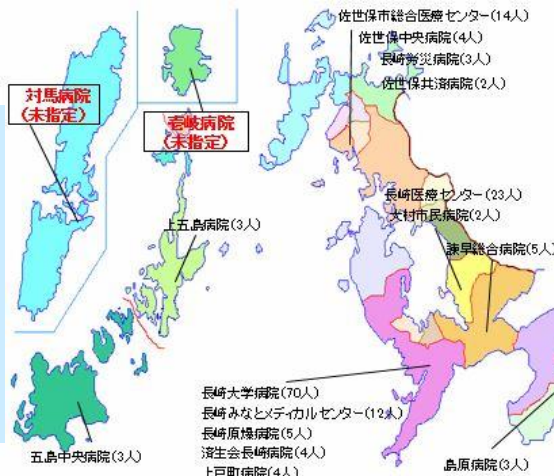 佐世保市総合医療センター(14人)
佐世保中央病院(4人)
長崎労災病院(3人)
佐世保共済病院(2人)
対馬病院
(未指定)
壱岐病院
(未指定)
長崎医療センター(23人)
大村市民病院(2人)
上五島病院(3人)
諫早総合病院(5人)
長崎大学病院(70人)
長崎みなとメディカルセンター(12人)
長崎原爆病院(5人)
済生会長崎病院(4人)
上戸町病院(4人)
五島中央病院(3人)
島原病院(3人)